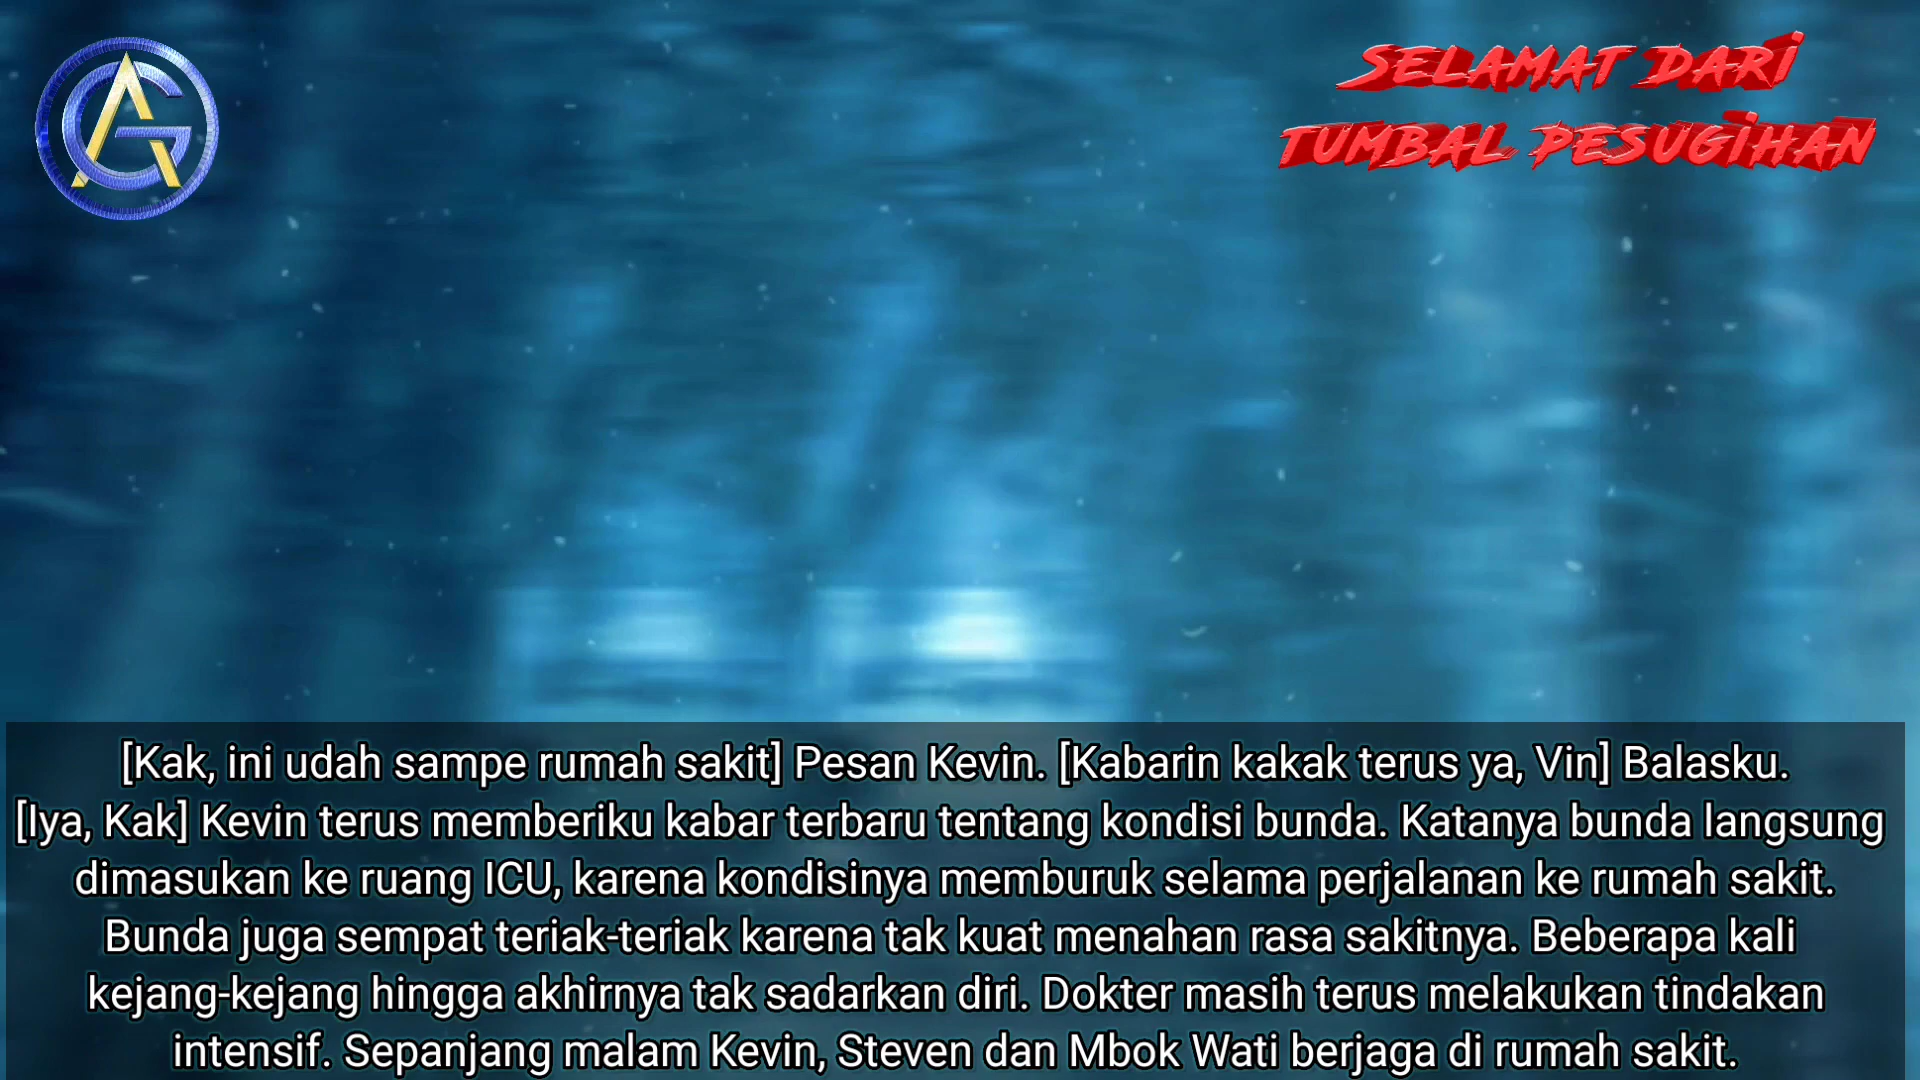 SELAMAT DARI
TUMBAL PESUGIHAN
[Kak, ini udah sampe rumah sakit] Pesan Kevin. [Kabarin kakak terus ya, Vin] Balasku.
[Iya, Kak] Kevin terus memberiku kabar terbaru tentang kondisi bunda. Katanya bunda langsung
dimasukan ke ruang ICU, karena kondisinya memburuk selama perjalanan ke rumah sakit.
Bunda juga sempat teriak-teriak karena tak kuat menahan rasa sakitnya. Beberapa kali
kejang-kejang hingga akhirnya tak sadarkan diri. Dokter masih terus melakukan tindakan
intensif. Sepanjang malam Kevin, Steven dan Mbok Wati berjaga di rumah sakit.